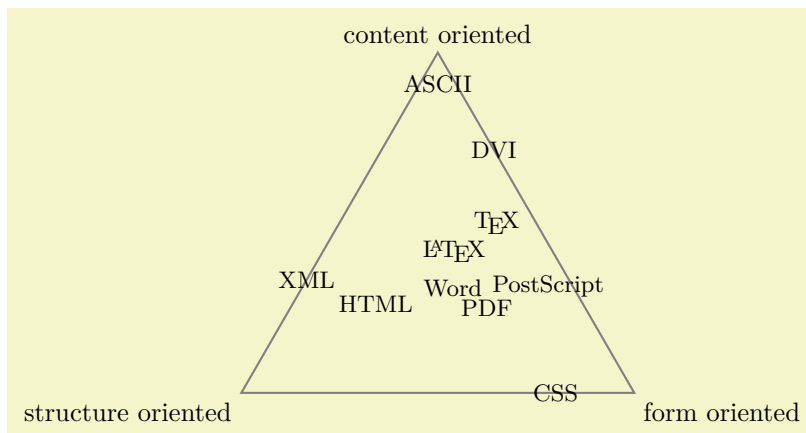 content oriented
ASCII
DVI
TEX
LATEX
XML
HTML
Word
PostScript
PDF
CSS
structure oriented
form oriented